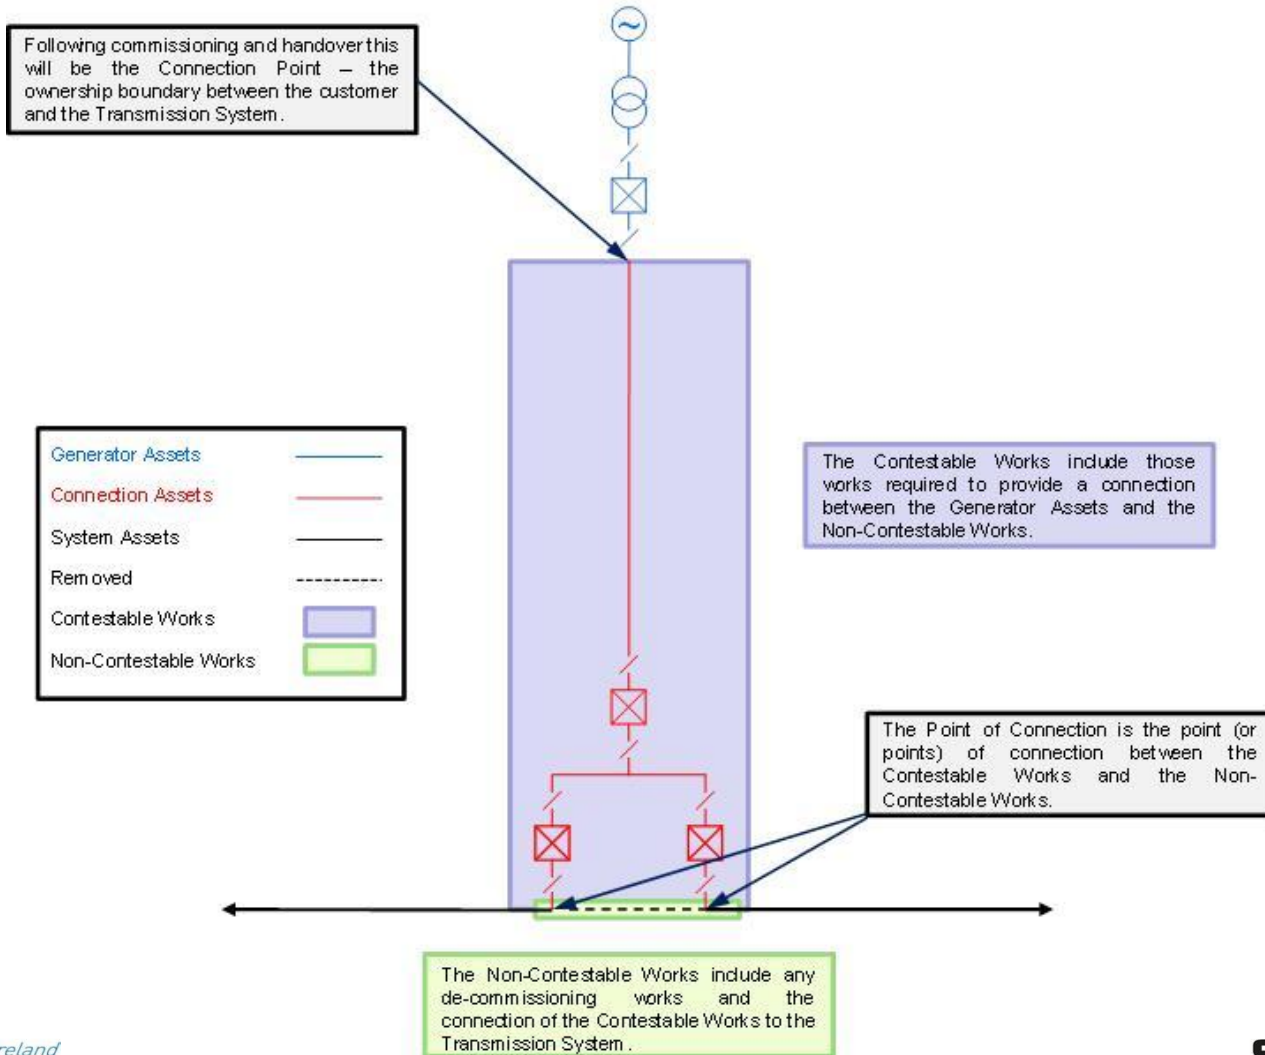 Following commissioning and handover this
will be the Connection Point – the
ownership boundary between the customer
and the Transmission System.
Generator Assets
Connection Assets
System Assets
Removed
Contestable Works
Non-Contestable Works
The Contestable Works include those
works required to provide a connection
between the Generator Assets and the
Non-Contestable Works.
The Point of Connection is the point (or
points) of connection between the
Contestable Works and the Non-
Contestable Works.
The Non-Contestable Works include any
de-commissioning works and the
connection of the Contestable Works to the
Transmission System.